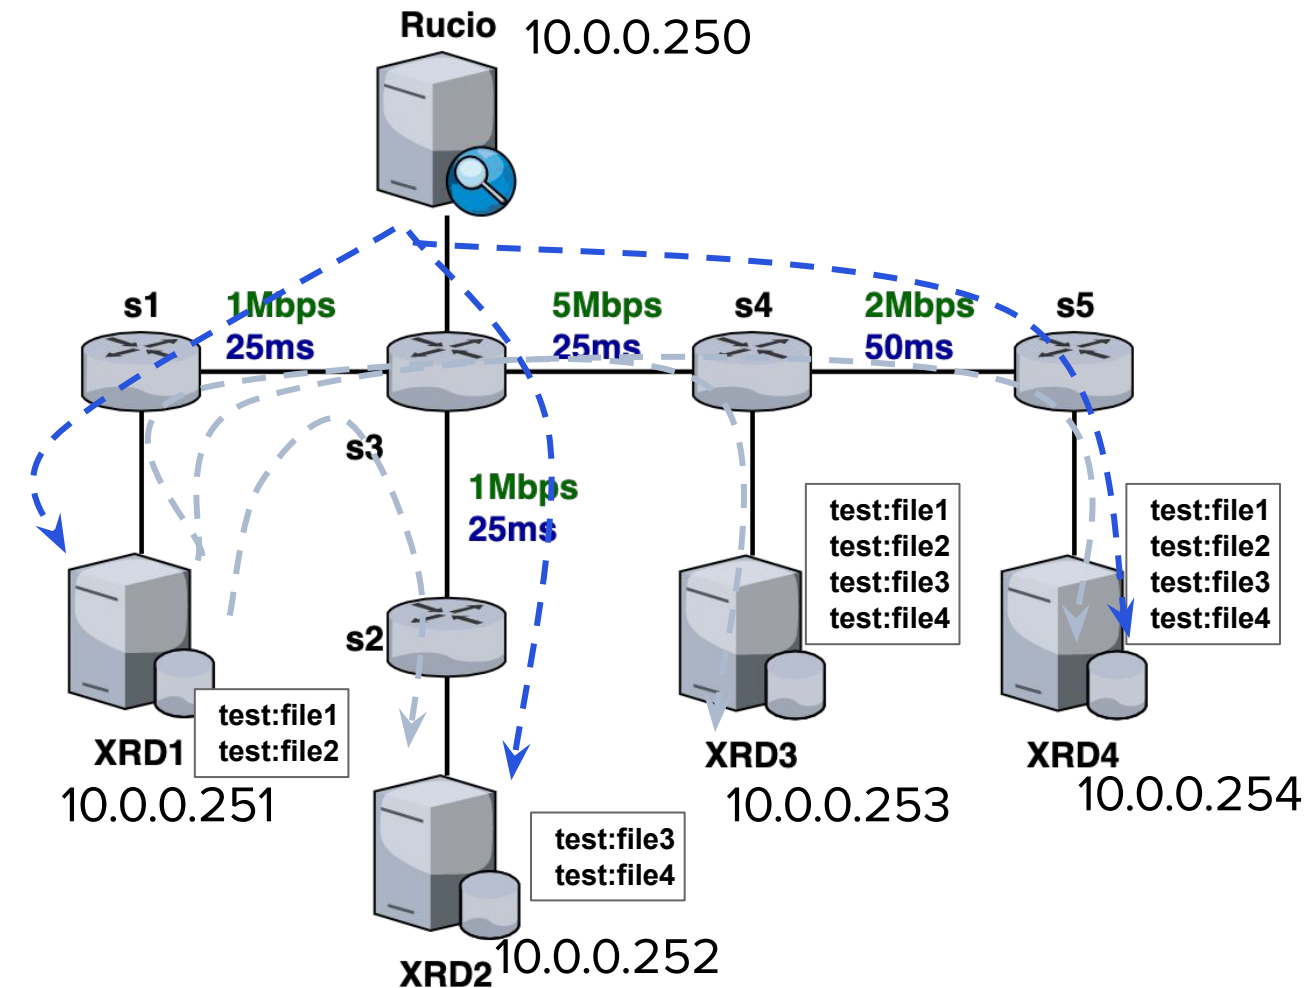 Rucio
10.0.0.250
s1
1Mbps
25ms
5Mbps
25ms
s4
2Mbps
50ms
s5
s3
1Mbps
25ms
test:file1
test:file2
test:file3
test:file4
test:file1
test:file2
test:file3
test:file4
s2
test:file1
test:file2
XRD1
10.0.0.251
XRD3
10.0.0.253
XRD4
10.0.0.254
test:file3
test:file4
XRD2
10.0.0.252